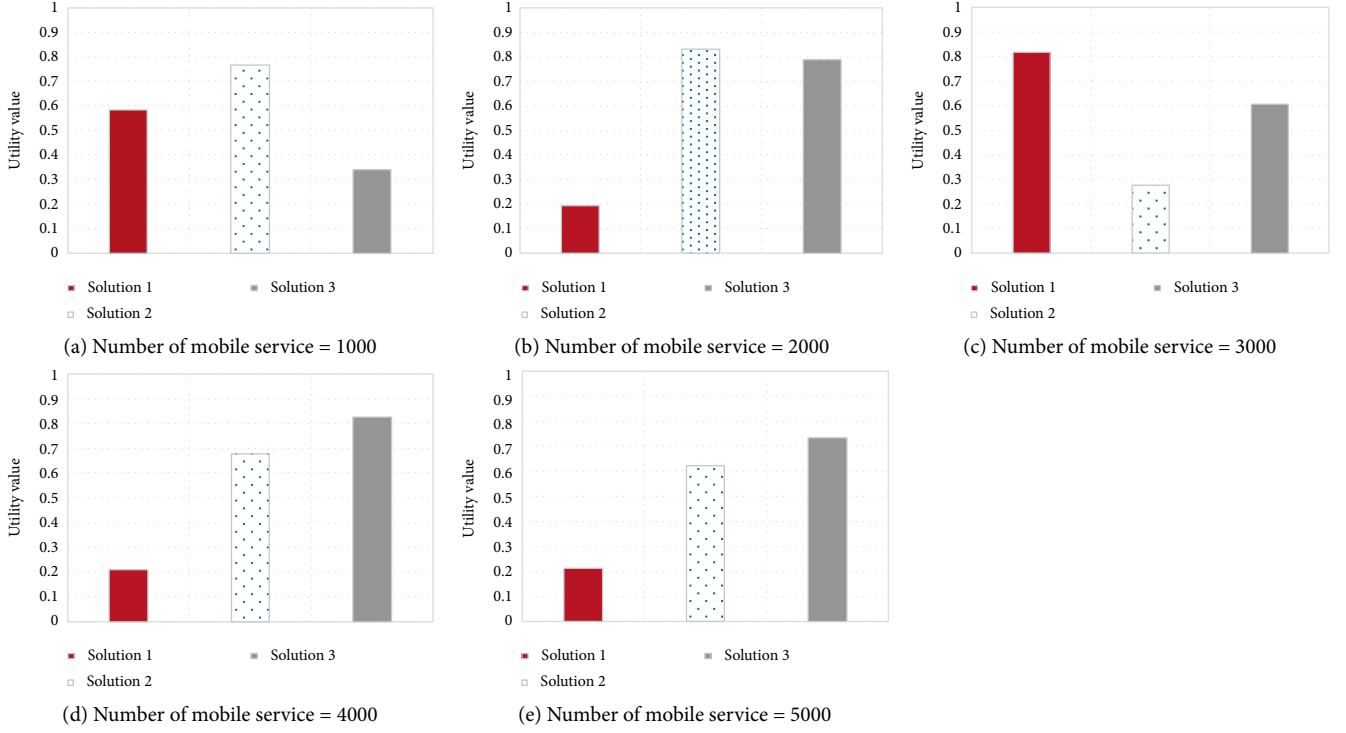 1
0.9
0.8
0.7
0.6
0.5
0.4
0.3
0.2
0.1
0
Utility value
Solution 1
Solution 3
Solution 2
(a) Number of mobile service = 1000
1
0.9
0.8
0.7
0.6
0.5
0.4
0.3
0.2
0.1
0
Utility value
Solution 1
Solution 3
Solution 2
(b) Number of mobile service = 2000
1
0.9
0.8
0.7
0.6
0.5
0.4
0.3
0.2
0.1
0
Utility value
Solution 1
Solution 3
Solution 2
(c) Number of mobile service = 3000
1
0.9
0.8
0.7
0.6
0.5
0.4
0.3
0.2
0.1
0
Utility value
Solution 1
Solution 3
Solution 2
(d) Number of mobile service = 4000
1
0.9
0.8
0.7
0.6
0.5
0.4
0.3
0.2
0.1
0
Utility value
Solution 1
Solution 3
Solution 2
(e) Number of mobile service = 5000